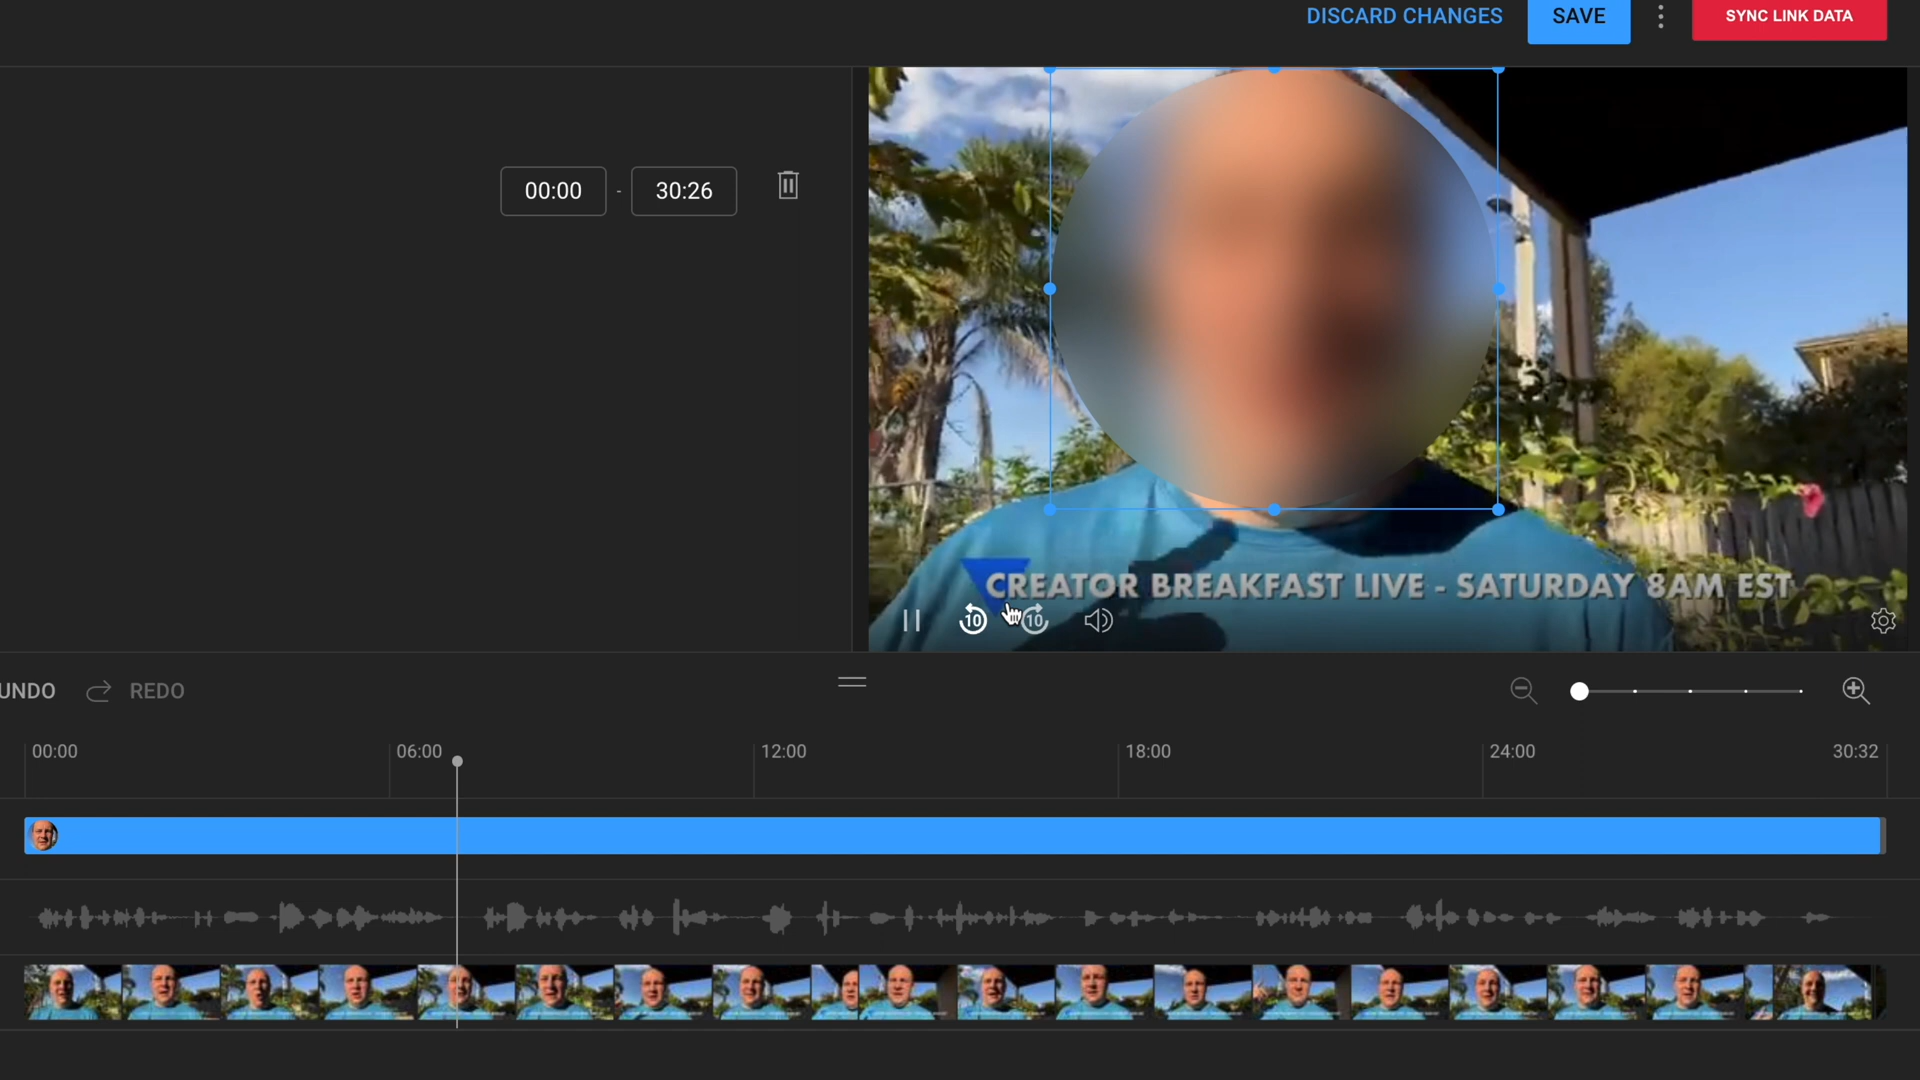 DISCARD CHANGES
SAVE
SYNC LINK DATA
00:00 - 30:26
CREATOR BREAKFAST LIVE - SATURDAY 8AM EST
10
10
UNDO
REDO
00:00
06:00
12:00
18:00
24:00
30:32